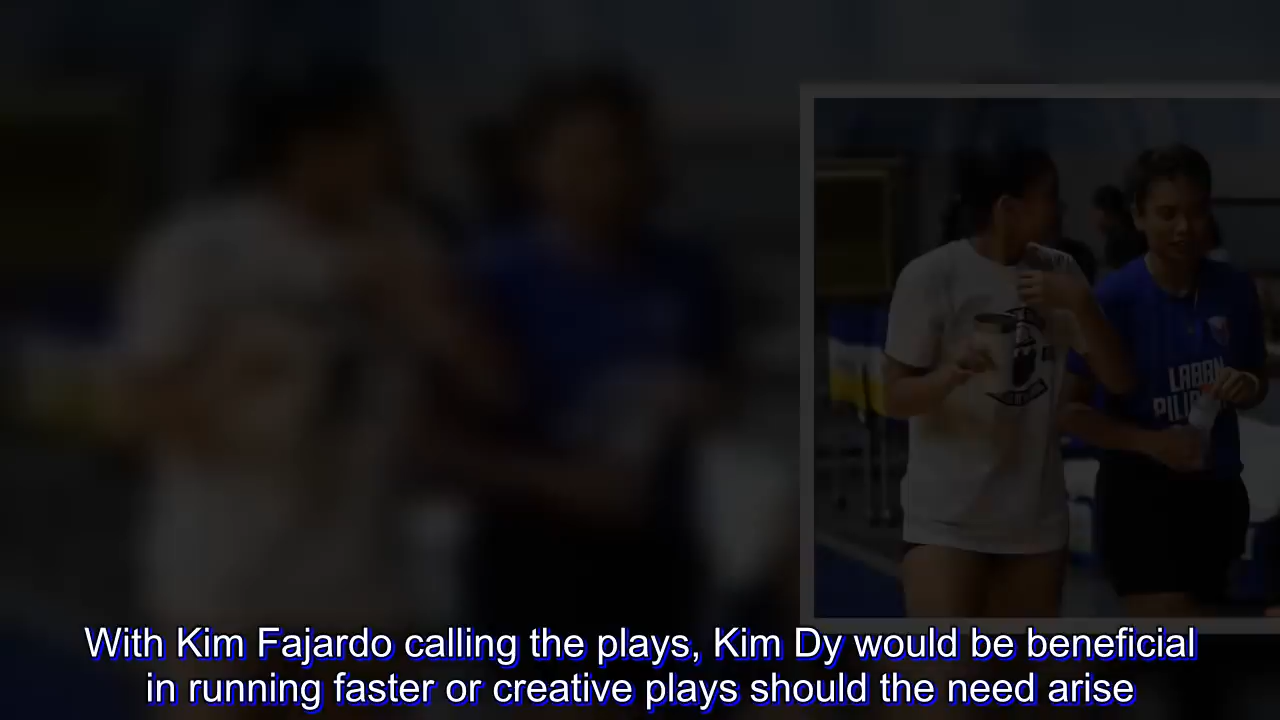 LABAN
With Kim Fajardo calling the plays, Kim Dy would be beneficial
in running faster or creative plays should the need arise